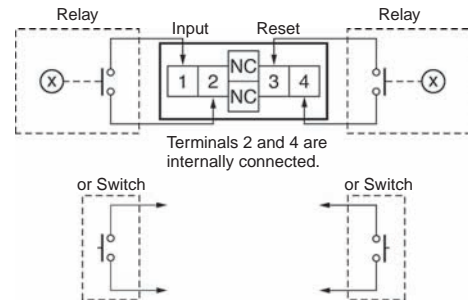 Relay
Relay
Input
Reset
X
1
2
NC
NC
3
4
X
Terminals 2 and 4 are
internally connected.
or Switch
or Switch